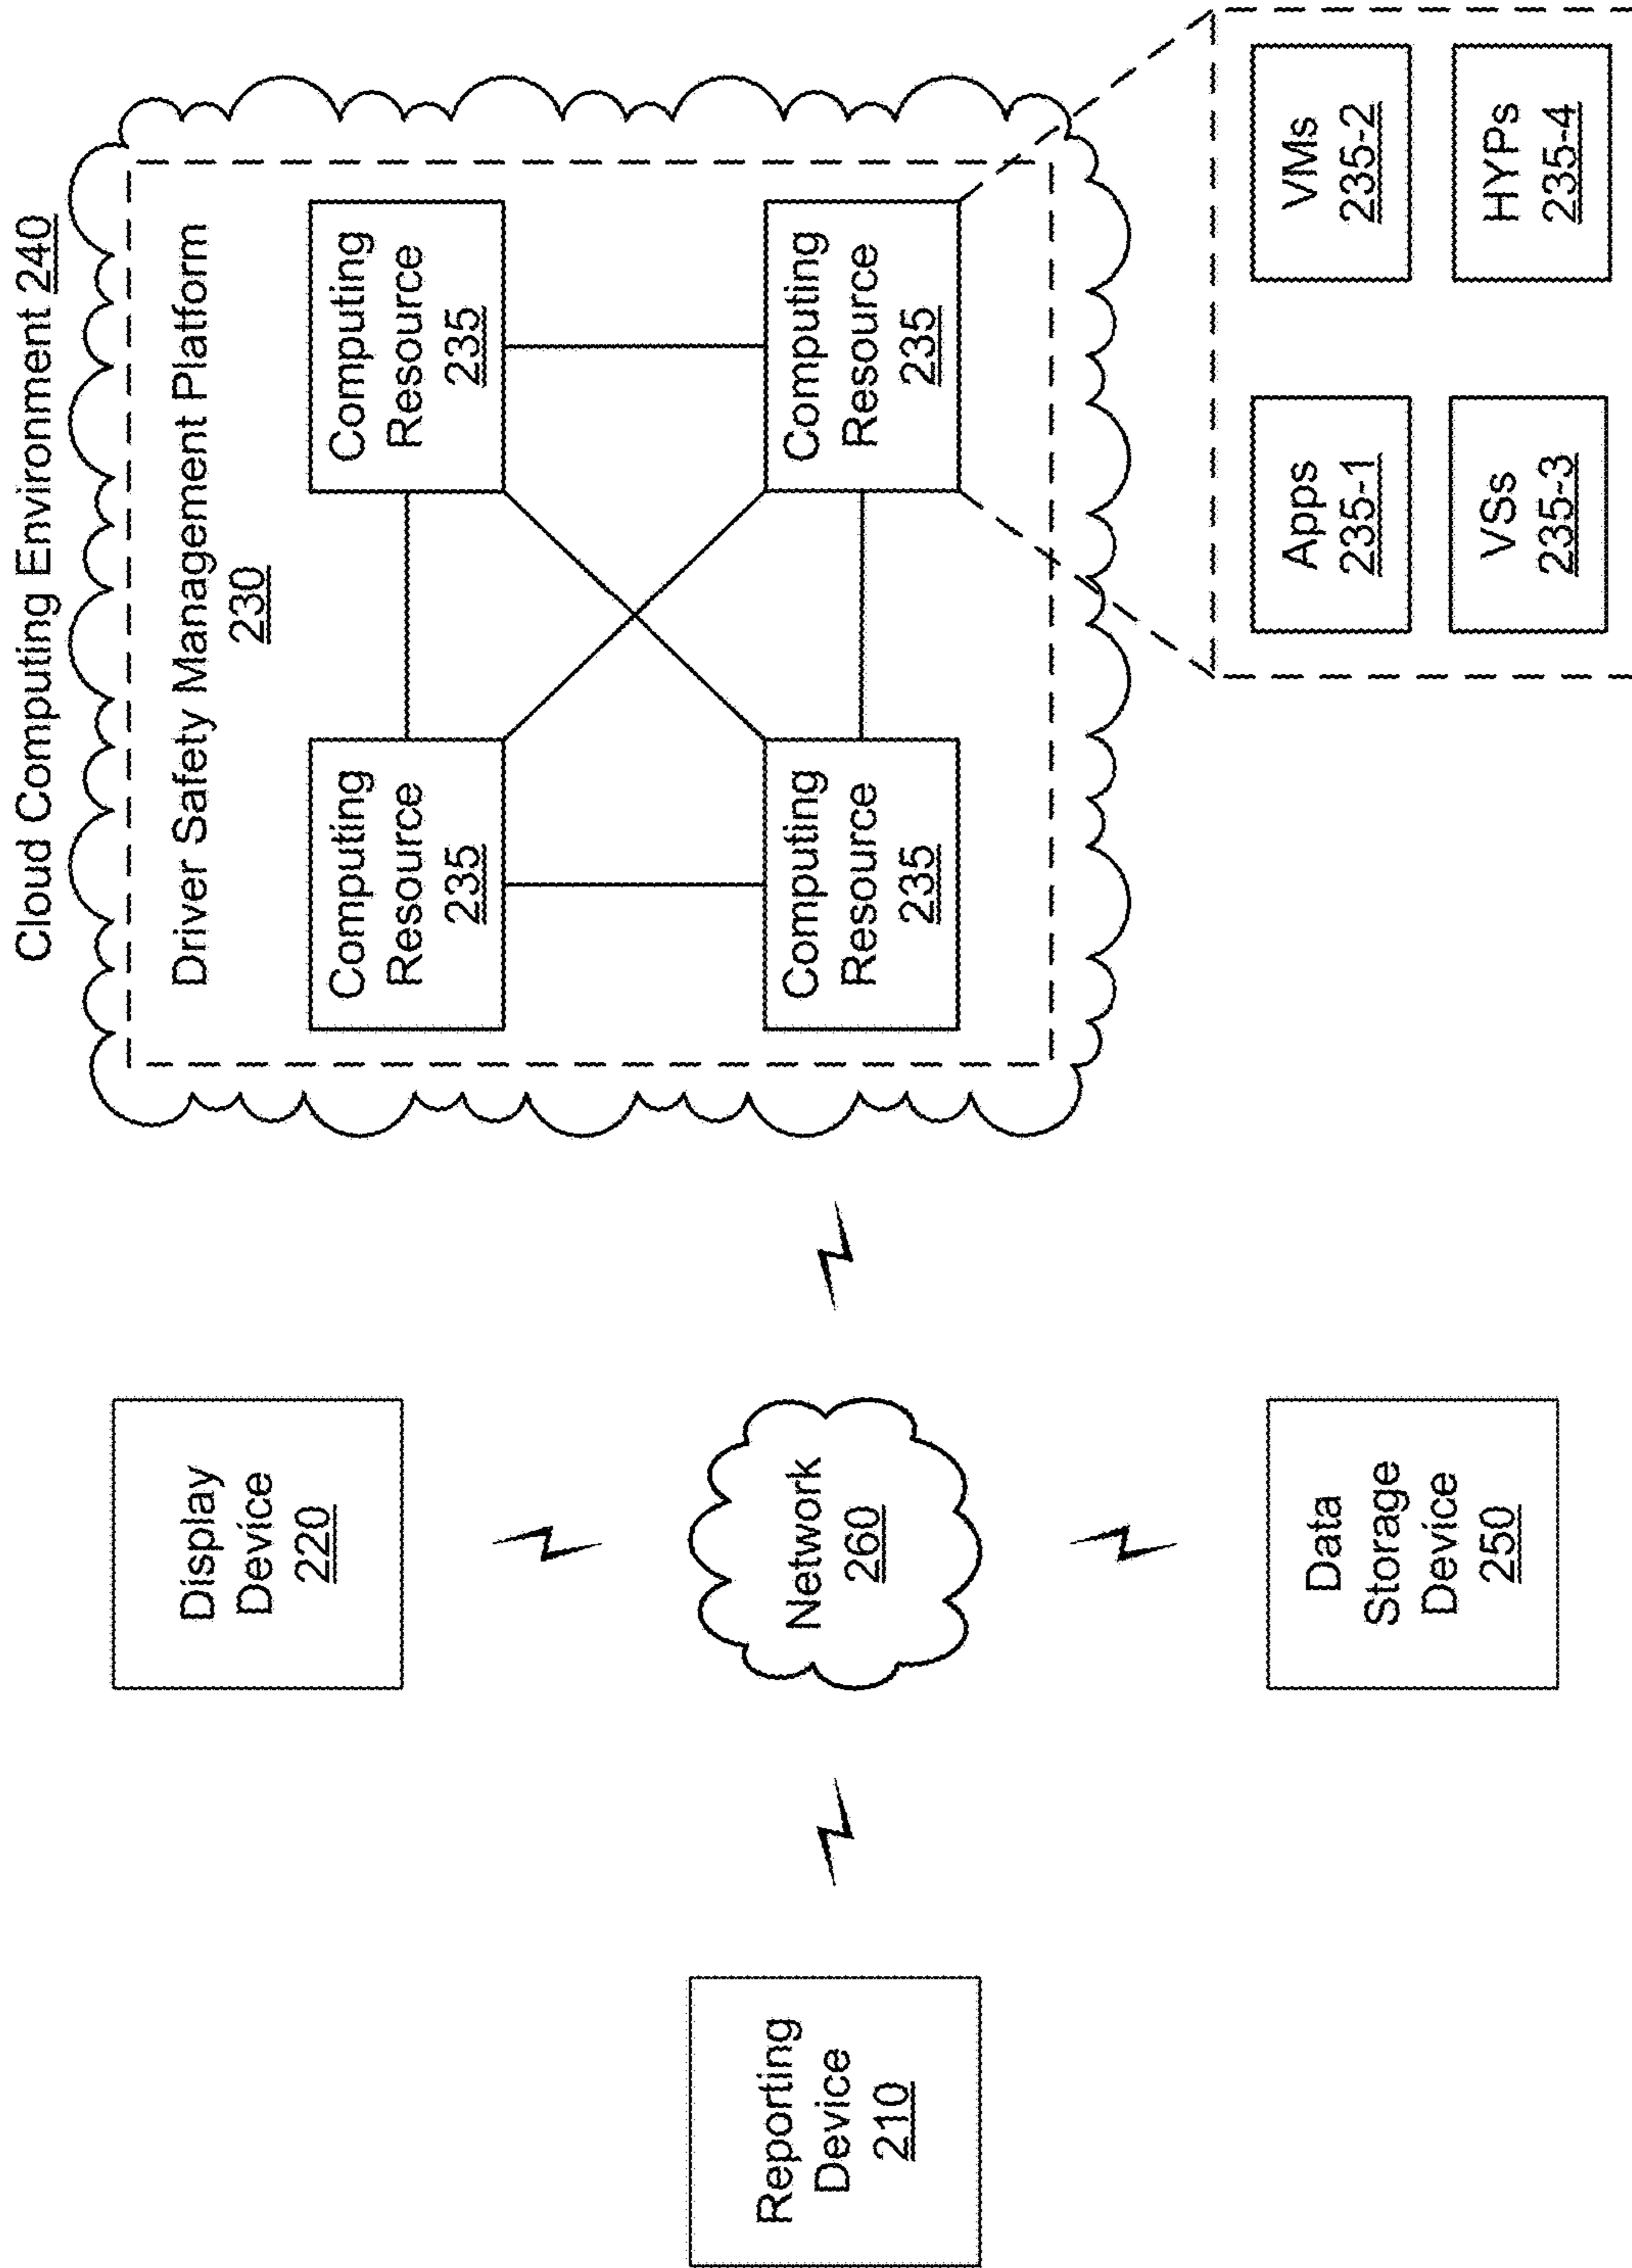 Cloud Computing Environment 240
Driver Safety Management Platform
230
Computing
Resource
235
Computing
Resource
235
Computing
Resource
235
Computing
Resource
235
Display
Device
220
Reporting
Device
210
Network
260
Data
Storage
Device
250
Apps
235-1
VMs
235-2
VSs
235-3
HYPs
235-4